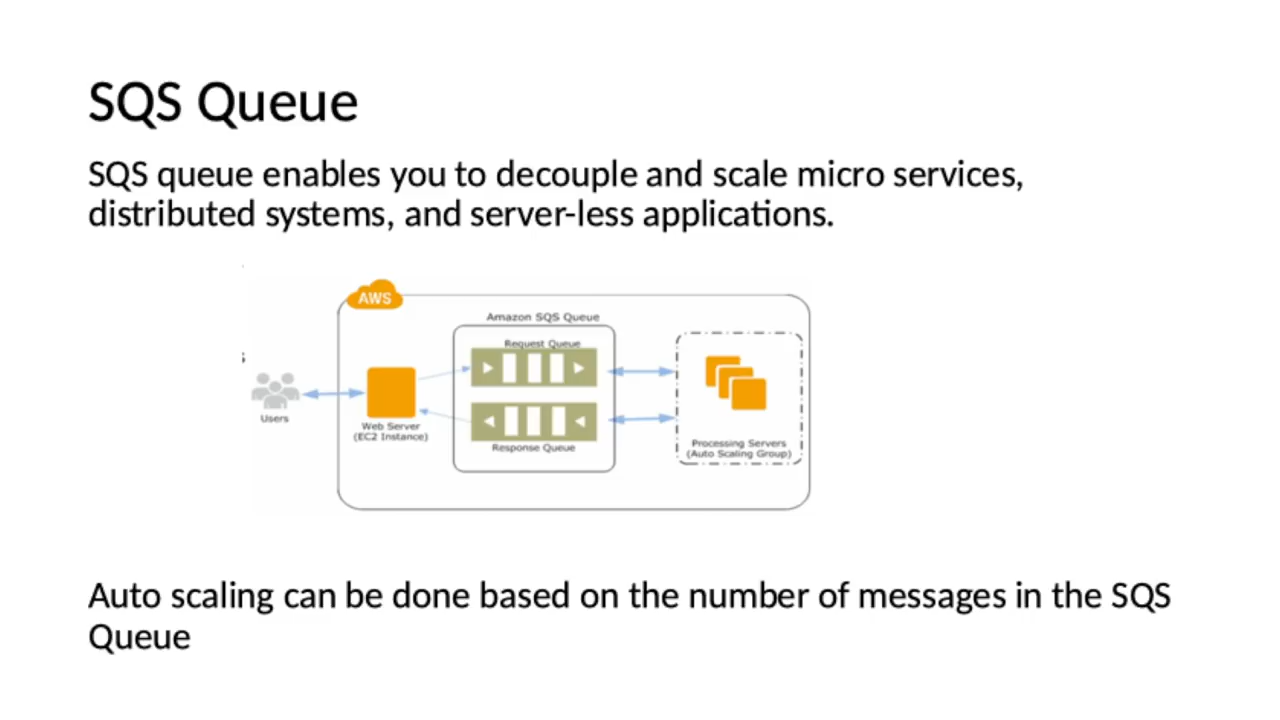 SQS Queue
SQS queue enables you to decouple and scale micro services,
distributed systems, and server-less applications.
AWS
Amazon SQS Queue
Request Queue
Users
Web Server
(EC2 Instance)
Response Queue
Processing Servers
(Auto Scaling Group)
Auto scaling can be done based on the number of messages in the SQS
Queue